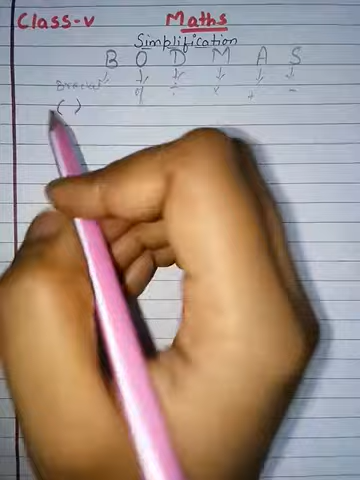 Class-v Maths
Simplification
B O D M A S
Bracket of ÷ × + -
( )